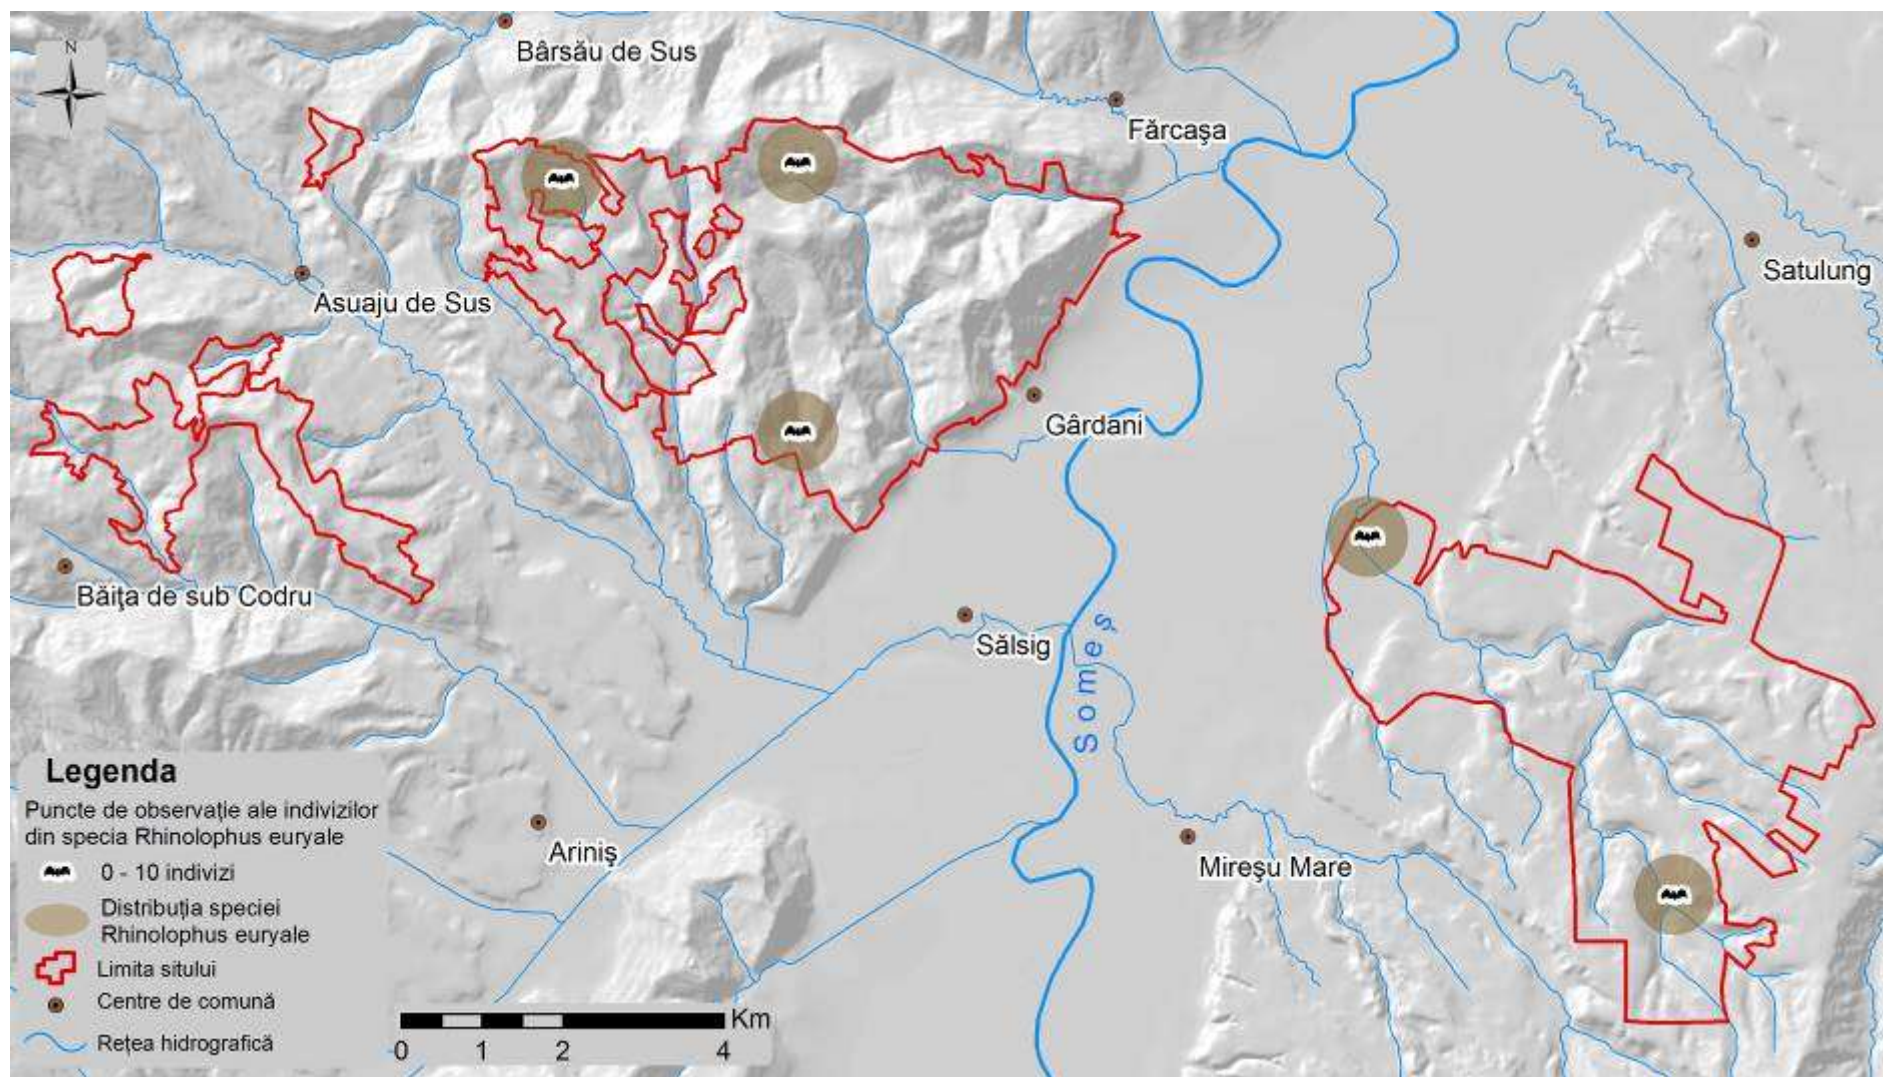 N
Bârsău de Sus
Fărcaşa
Satulung
Asuaju de Sus
Gârdani
Băiţa de sub Codru
Sălsig
Someş
Ariniş
Mireşu Mare
Legenda
Puncte de observaţie ale indivizilor
din specia Rhinolophus euryale
0 - 10 indivizi
Distribuţia speciei
Rhinolophus euryale
Limita sitului
Centre de comună
Reţea hidrografică
Km
0 1 2 4